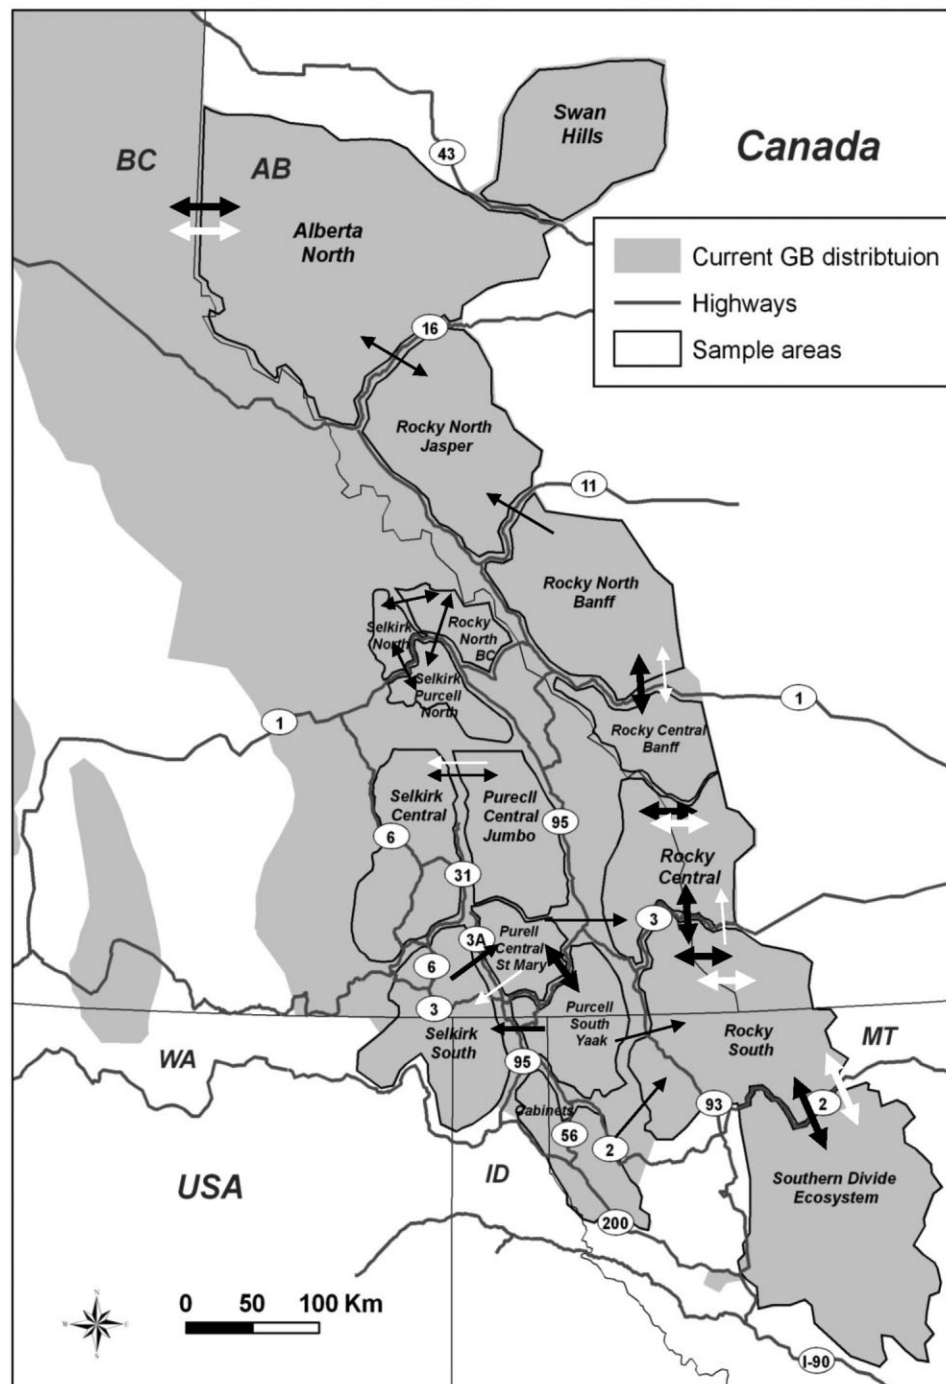 Swan
Hills
Canada
43
BC
AB
Alberta
North
Current GB distribtuion
Highways
Sample areas
16
Rocky North
Jasper
11
Rocky North
Banff
Selkirk
North
Rocky
North
BC
Selkirk
Purcell
North
1
1
Rocky Central
Banff
Selkirk
Central
Purecll
Central
Jumbo
95
6
31
Rocky
Central
3
3A
Purell
Central
St Mary
6
3
Purcell
South
Yaak
Selkirk
South
Rocky
South
WA
MT
95
93
2
Cabinets
56
2
USA
ID
Southern Divide
Ecosystem
200
N
W
E
S
0 50 100 Km
I-90